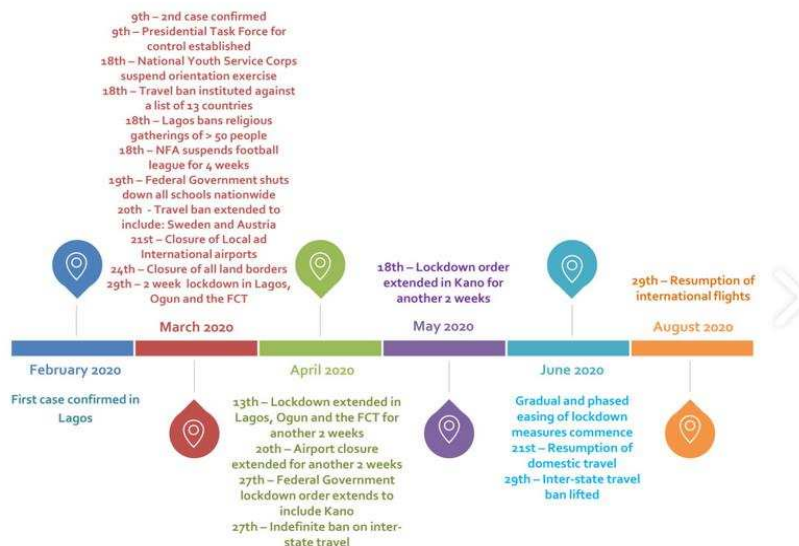 9th – 2nd case confirmed
9th – Presidential Task Force for
control established
18th – National Youth Service Corps
suspend orientation exercise
18th – Travel ban instituted against
a list of 13 countries
18th – Lagos bans religious
gatherings of > 50 people
18th – NFA suspends football
league for 4 weeks
19th – Federal Government shuts
down all schools nationwide
20th - Travel ban extended to
include: Sweden and Austria
21st – Closure of Local ad
International airports
24th – Closure of all land borders
29th – 2 week lockdown in Lagos,
Ogun and the FCT
March 2020
18th – Lockdown order
extended in Kano for
another 2 weeks
May 2020
29th – Resumption of
international flights
August 2020
February 2020
First case confirmed in
Lagos
April 2020
13th – Lockdown extended in
Lagos, Ogun and the FCT for
another 2 weeks
20th – Airport closure
extended for another 2 weeks
27th – Federal Government
lockdown order extends to
include Kano
27th – Indefinite ban on inter-
state travel
June 2020
Gradual and phased
easing of lockdown
measures commence
21st – Resumption of
domestic travel
29th – Inter-state travel
ban lifted